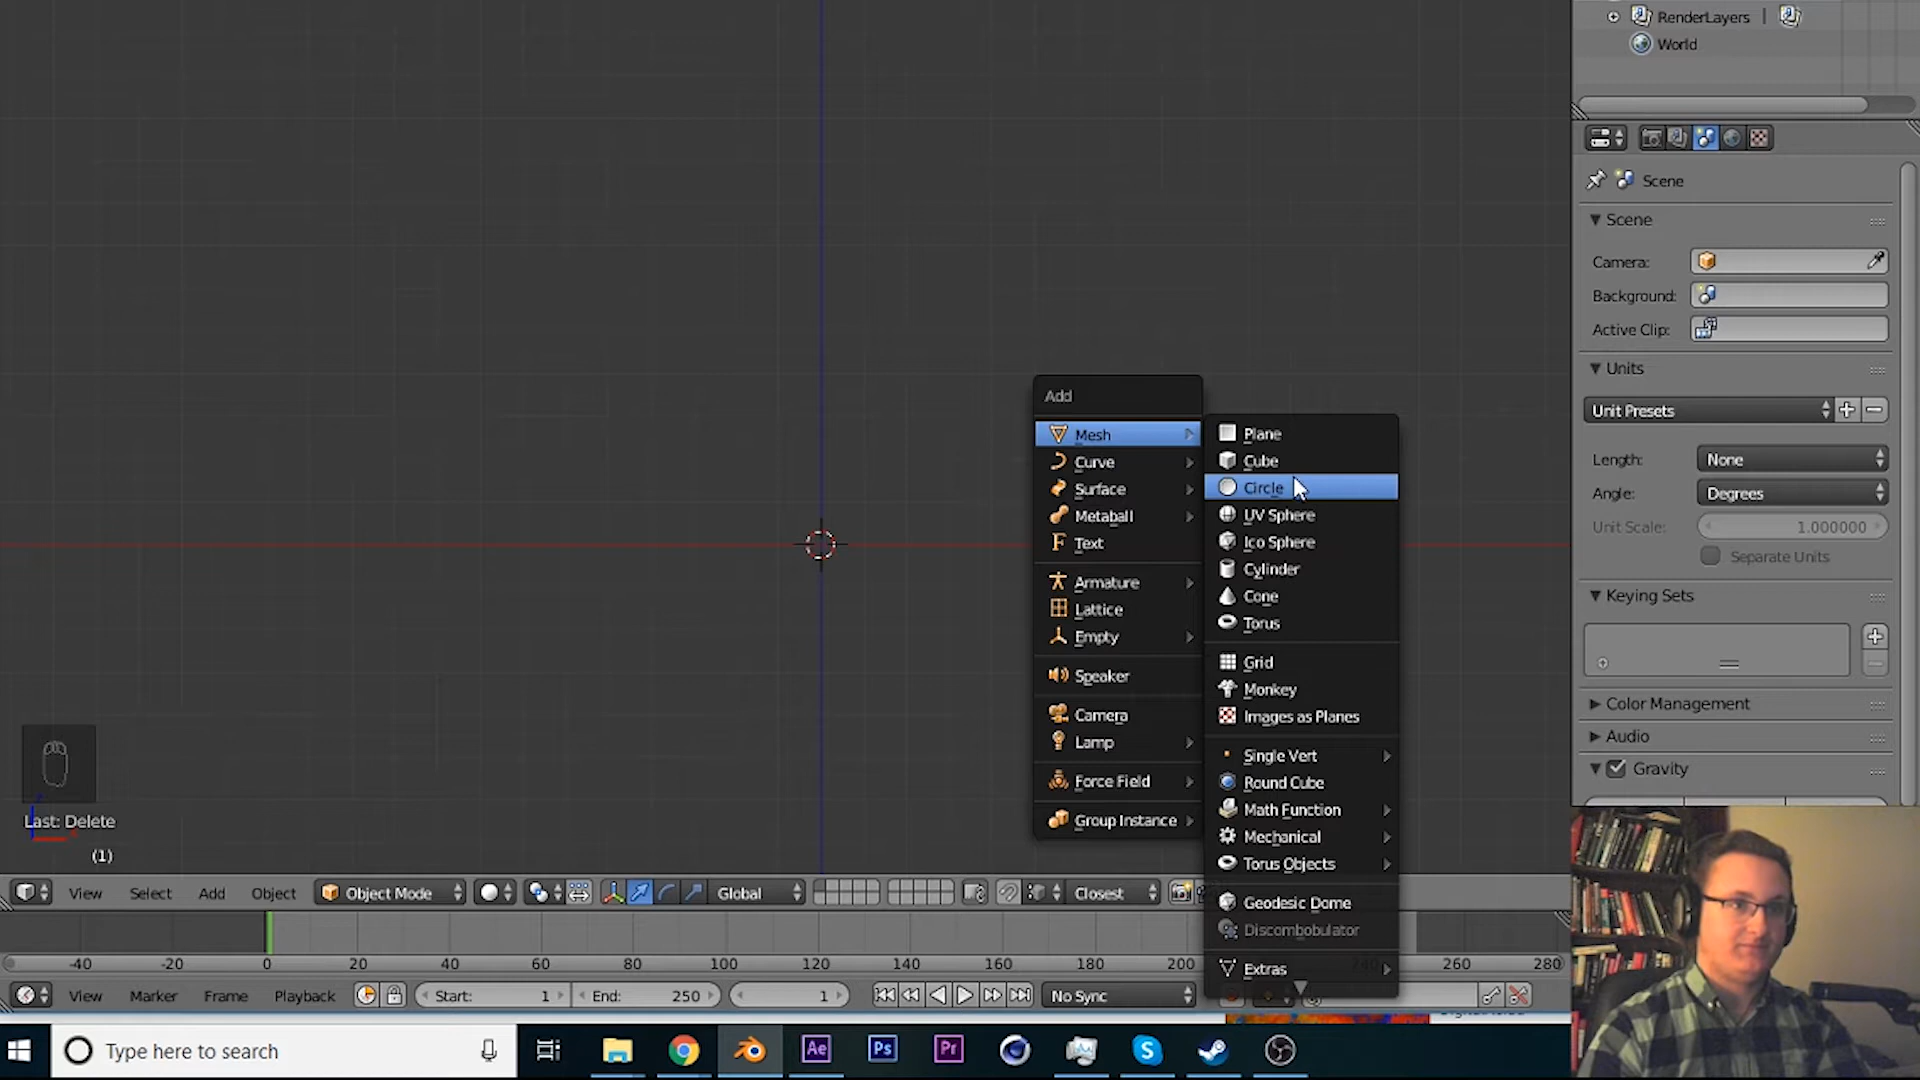 RenderLayers
World
Scene
Scene
Camera:
Background:
Active Clip:
Units
Unit Presets
Length: None
Angle: Degrees
Unit Scale: 1.000000
Separate Units
Keying Sets
Color Management
Audio
Gravity
Add
Mesh
Curve
Surface
Metaball
Text
Armature
Lattice
Empty
Speaker
Camera
Lamp
Force Field
Group Instance
Plane
Cube
Circle
UV Sphere
Ico Sphere
Cylinder
Cone
Torus
Grid
Monkey
Images as Planes
Single Vert
Round Cube
Math Function
Mechanical
Torus Objects
Geodesic Dome
Discombobulator
Extras
Last: Delete
(1)
View Select Add Object Object Mode Global Closest
-40 -20 0 20 40 60 80 100 120 140 160 180 200 240 260 280
View Marker Frame Playback Start: 1 End: 250 1 No Sync
Type here to search
Ae Ps Pr